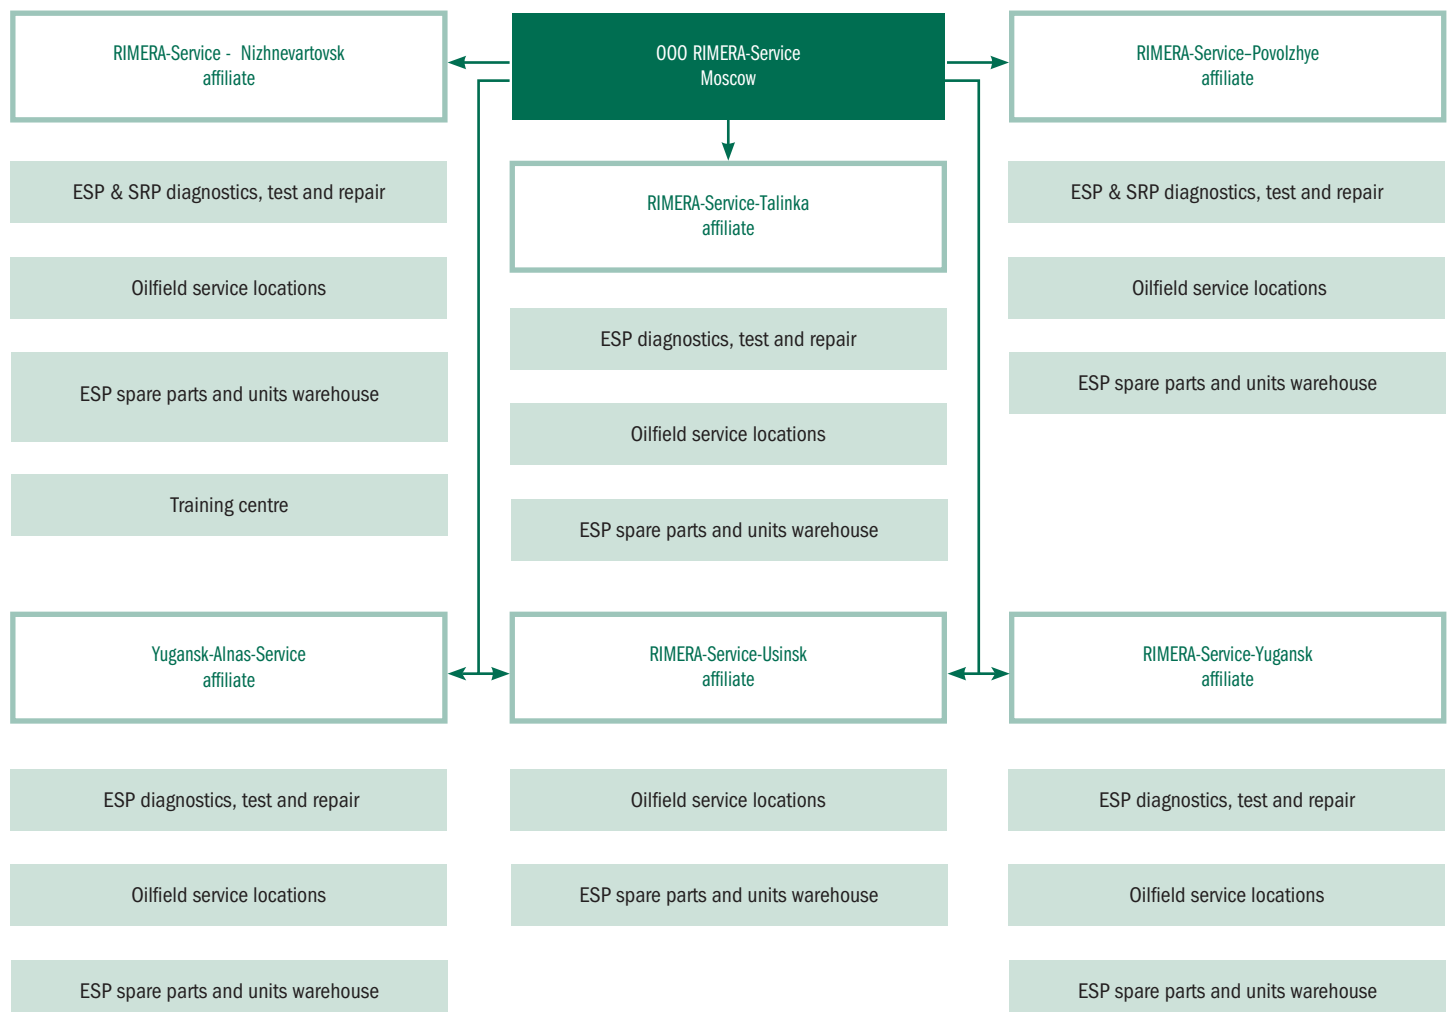 RIMERA-Service - Nizhnevartovsk
affiliate
OOO RIMERA-Service
Moscow
RIMERA-Service–Povolzhye
affiliate
ESP & SRP diagnostics, test and repair
Oilfield service locations
ESP spare parts and units warehouse
Training centre
RIMERA-Service-Talinka
affiliate
ESP diagnostics, test and repair
Oilfield service locations
ESP spare parts and units warehouse
ESP & SRP diagnostics, test and repair
Oilfield service locations
ESP spare parts and units warehouse
Yugansk-Alnas-Service
affiliate
ESP diagnostics, test and repair
Oilfield service locations
ESP spare parts and units warehouse
RIMERA-Service-Usinsk
affiliate
Oilfield service locations
ESP spare parts and units warehouse
RIMERA-Service-Yugansk
affiliate
ESP diagnostics, test and repair
Oilfield service locations
ESP spare parts and units warehouse